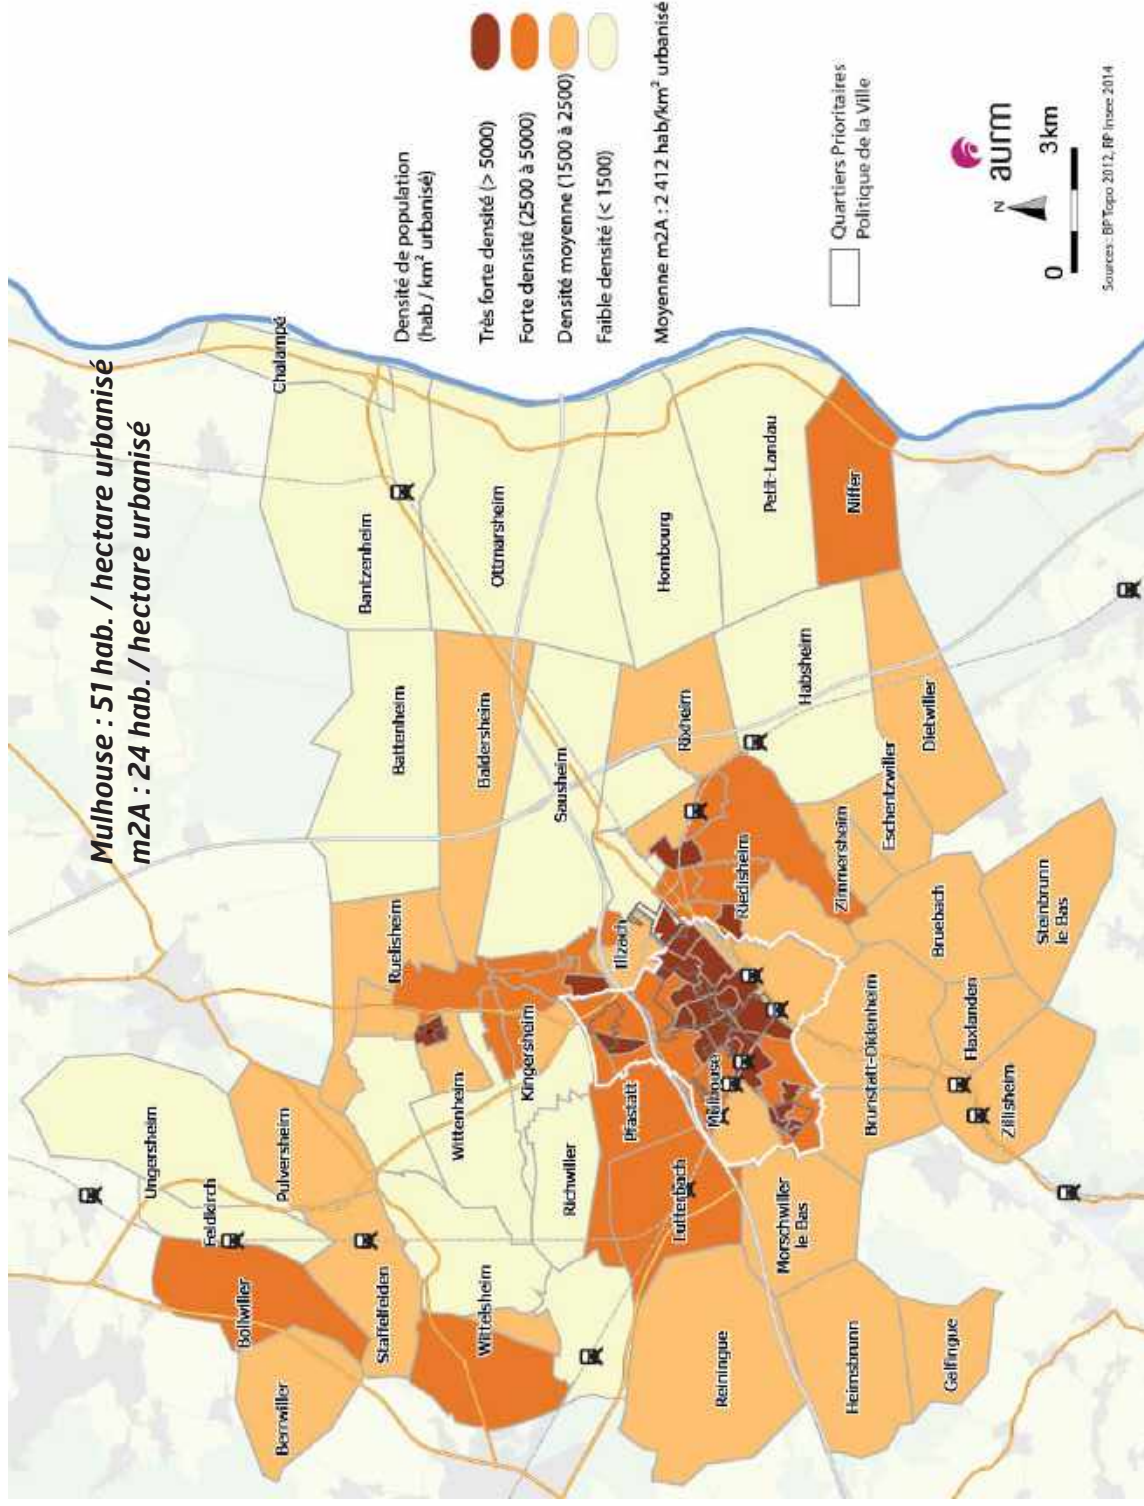 Mulhouse : 51 hab. / hectare urbanisé
m2A : 24 hab. / hectare urbanisé
Densité de population
(hab / km² urbanisé)
Très forte densité (> 5000)
Forte densité (2500 à 5000)
Densité moyenne (1500 à 2500)
Faible densité (< 1500)
Moyenne m2A : 2 412 hab/km² urbanisé
Quartiers Prioritaires
Politique de la Ville
N
aurm
0
3km
Sources : BP Topo 2012, RP Insee 2014
Chalampé
Bantzenheim
Ottmarsheim
Hombourg
Petit-Landau
Niffer
Battenheim
Baldersheim
Sausheim
Rixheim
Habsheim
Dietwiller
Eschentzwiller
Zimmersheim
Riedisheim
Ruelisheim
Illzach
Bruebach
Steinbrunn
le Bas
Ungersheim
Pulversheim
Feldkirch
Wittenheim
Kingersheim
Richwiller
Pfastatt
Mulhouse
Brunstatt-Didenheim
Flaxlanden
Zillisheim
Bollwiller
Staffelfelden
Berrwiller
Wittelsheim
Lutterbach
Morschwiller
le Bas
Reiningue
Heimsbrunn
Galfingue